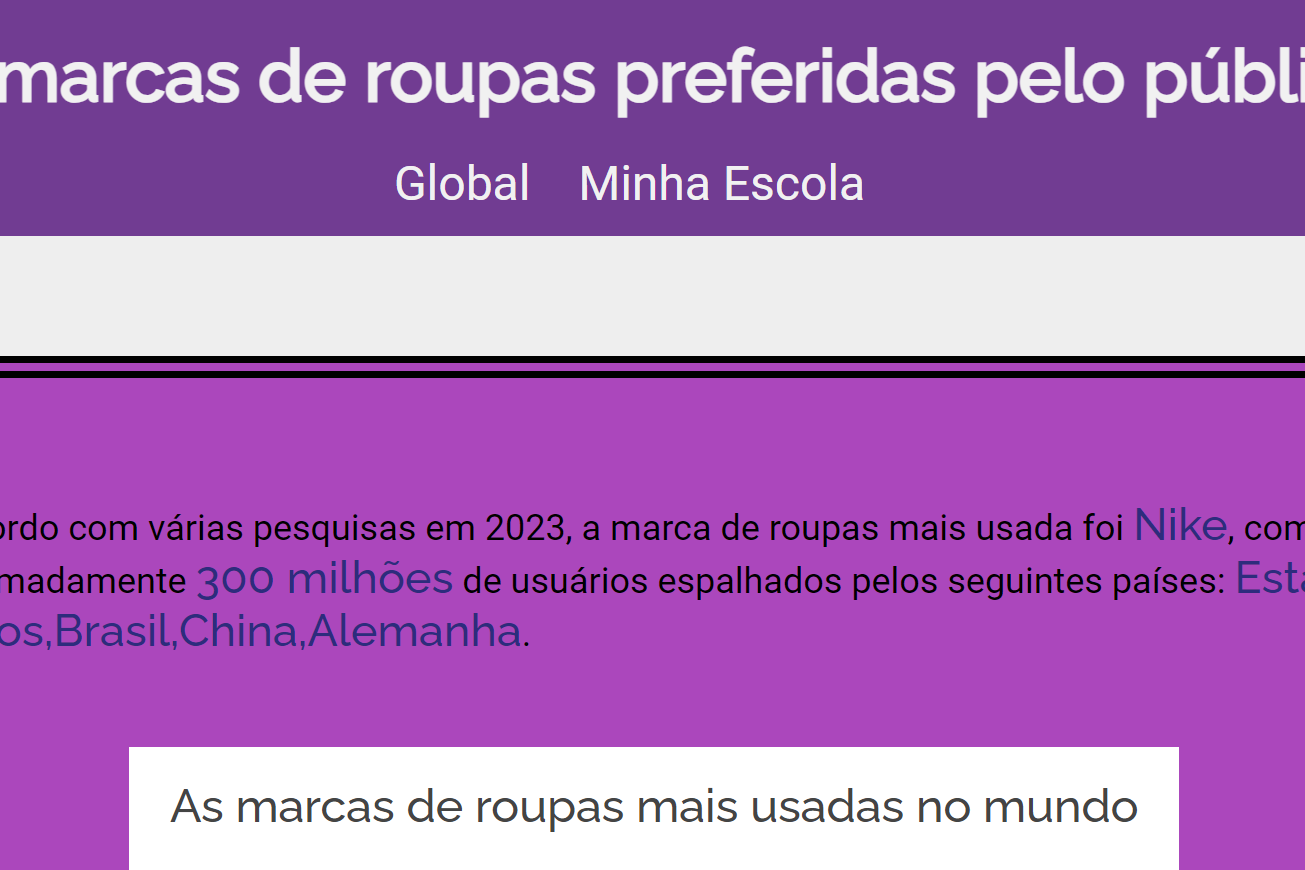 marcas de roupas preferidas pelo públi
Global Minha Escola
ordo com várias pesquisas em 2023, a marca de roupas mais usada foi Nike, com
madamente 300 milhões de usuários espalhados pelos seguintes países: Esta
os,Brasil,China,Alemanha.
As marcas de roupas mais usadas no mundo